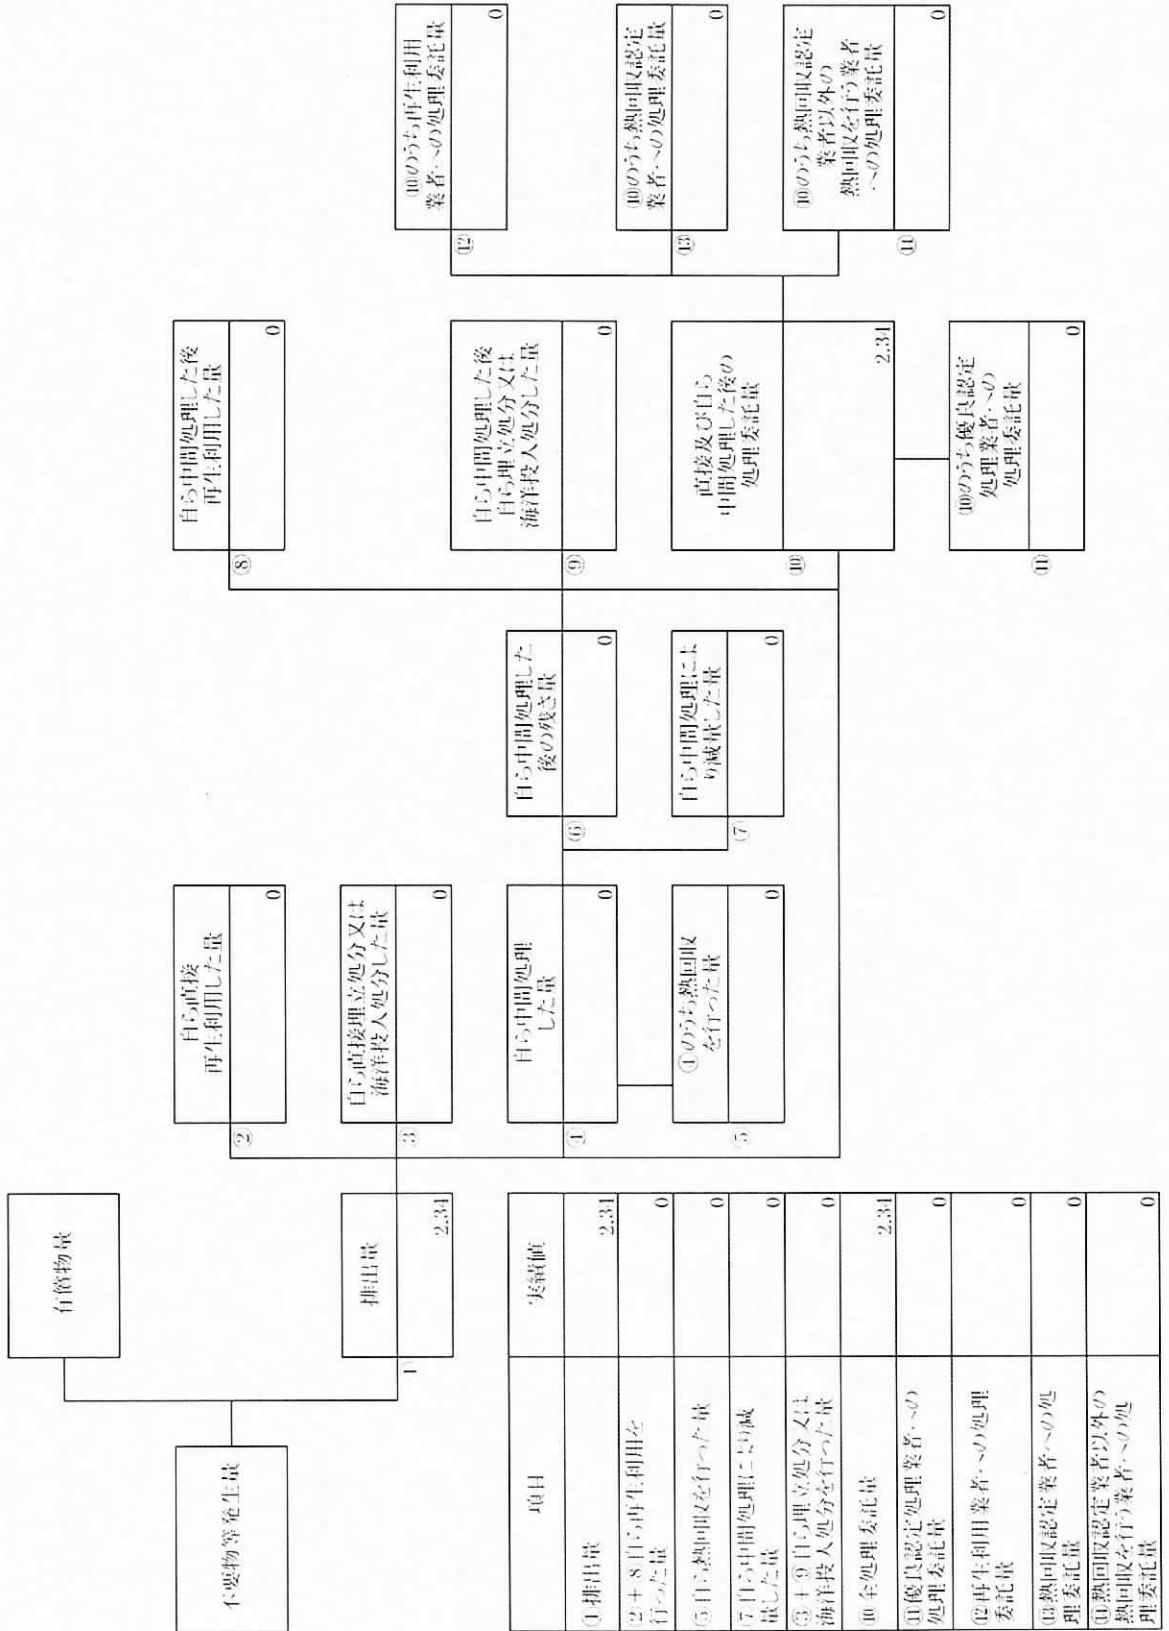 不要物等発生量
有償物量
①
排出量
2.34
②
自ら直接
再生利用した量
0
③
自ら直接埋立処分又は
海洋投入処分した量
0
④
自ら中間処理
した量
0
⑤
④のうち熱回収
を行った量
0
⑥
自ら中間処理した
後の残さ量
0
⑦
自ら中間処理によ
り減量した量
0
⑧
自ら中間処理した後
再生利用した量
0
⑨
自ら中間処理した後
自ら埋立処分又は
海洋投入処分した量
0
⑩
直接及び自ら
中間処理した後の
処理委託量
2.34
⑪
⑩のうち優良認定
処理業者への
処理委託量
0
⑫
⑩のうち再生利用
業者への処理委託量
0
⑬
⑩のうち熱回収認定
業者への処理委託量
0
⑭
⑩のうち熱回収認定
業者以外の
熱回収を行う業者
への処理委託量
0
項目 実績値
①排出量 2.34
②+⑧自ら再生利用を
行った量 0
⑤自ら熱回収を行った量 0
⑦自ら中間処理により減
量した量 0
③+⑨自ら埋立処分又は
海洋投入処分を行った量 0
⑩全処理委託量 2.34
⑪優良認定処理業者への
処理委託量 0
⑫再生利用業者への処理
委託量 0
⑬熱回収認定業者への処
理委託量 0
⑭熱回収認定業者以外の
熱回収を行う業者への処
理委託量 0